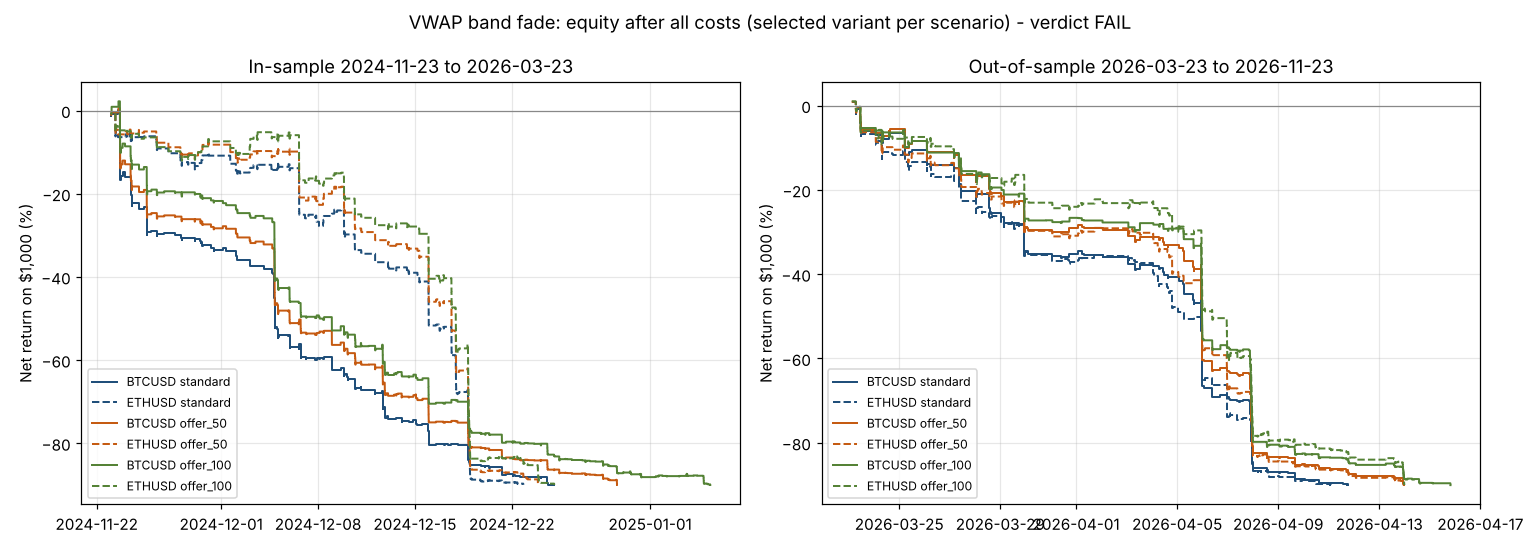 VWAP band fade: equity after all costs (selected variant per scenario) - verdict FAIL
In-sample 2024-11-23 to 2026-03-23
Net return on $1,000 (%)
0
−20
−40
−60
−80
BTCUSD standard
ETHUSD standard
BTCUSD offer_50
ETHUSD offer_50
BTCUSD offer_100
ETHUSD offer_100
2024-11-22 2024-12-01 2024-12-08 2024-12-15 2024-12-22 2025-01-01
Out-of-sample 2026-03-23 to 2026-11-23
Net return on $1,000 (%)
0
−20
−40
−60
−80
BTCUSD standard
ETHUSD standard
BTCUSD offer_50
ETHUSD offer_50
BTCUSD offer_100
ETHUSD offer_100
2026-03-25 2026-03-29 2026-04-01 2026-04-05 2026-04-09 2026-04-13 2026-04-17